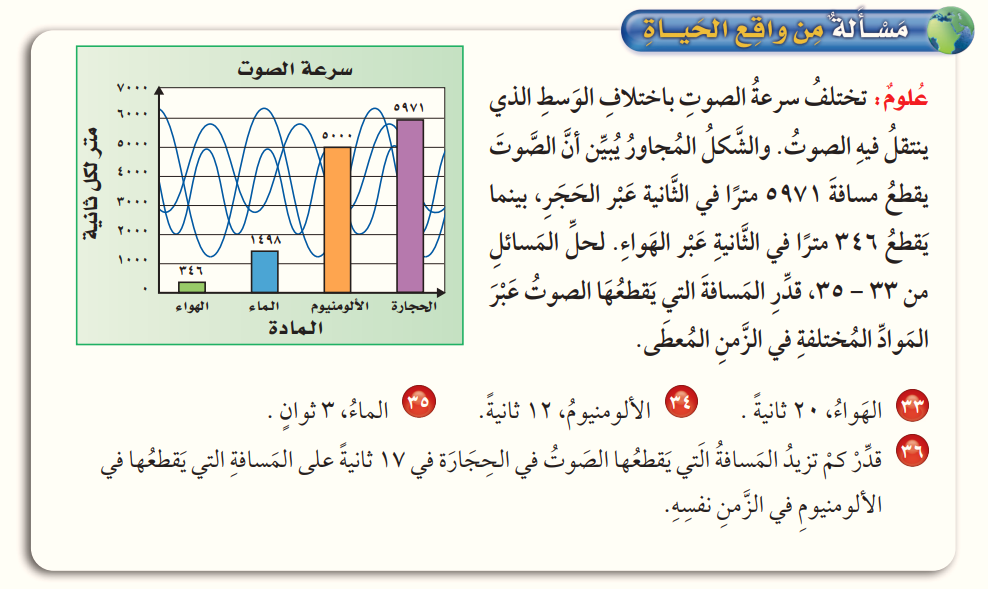 مَسْأَلةٌ مِن واقِعِ الحَيـاةِ
عُلومٌ: تختلفُ سرعةُ الصوتِ باختلافِ الوَسطِ الذي
ينتقلُ فيهِ الصوتُ. والشَّكلُ المُجاورُ يُبيِّن أنَّ الصَّوتَ
يقطعُ مسافةَ ٥٩٧١ مترًا في الثَّانية عَبْر الحَجَرِ، بينما
يَقطعُ ٣٤٦ مترًا في الثَّانيةِ عَبْر الهَواءِ. لحلِّ المَسائلِ
من ٣٣ – ٣٥، قدِّرِ المَسافةَ التي يَقطعُهَا الصوتُ عَبْرَ
المَوادِّ المُختلفةِ في الزَّمنِ المُعطَى.
سرعة الصوت
متر لكل ثانية
٧٠٠٠
٦٠٠٠
٥٠٠٠
٤٠٠٠
٣٠٠٠
٢٠٠٠
١٠٠٠
٠
٥٩٧١
٥٠٠٠
١٤٩٨
٣٤٦
الهواء الماء الألومنيوم الحجارة
المادة
٣٣ الهَواءُ، ٢٠ ثانيةً . ٣٤ الألومنيومُ، ١٢ ثانيةً. ٣٥ الماءُ، ٣ ثوانٍ .
٣٦ قدِّرْ كمْ تزيدُ المَسافةُ الَتي يَقطعُها الصَوتُ في الحِجَارَة في ١٧ ثانيةً على المَسافةِ التي يَقطعُها في
الألومنيومِ في الزَّمنِ نفسِهِ.